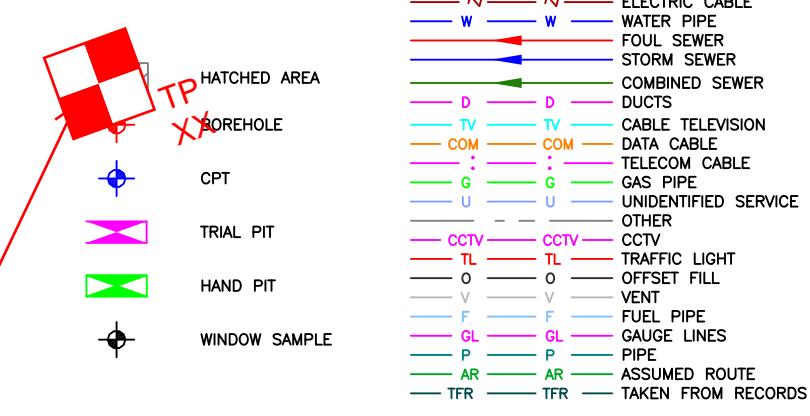 HATCHED AREA
TP
XX
BOREHOLE
CPT
TRIAL PIT
HAND PIT
WINDOW SAMPLE
ELECTRIC CABLE
W W WATER PIPE
FOUL SEWER
STORM SEWER
COMBINED SEWER
D D DUCTS
TV TV CABLE TELEVISION
COM COM DATA CABLE
: : TELECOM CABLE
G G GAS PIPE
U U UNIDENTIFIED SERVICE
OTHER
CCTV CCTV CCTV
TL TL TRAFFIC LIGHT
O O OFFSET FILL
V V VENT
F F FUEL PIPE
GL GL GAUGE LINES
P P PIPE
AR AR ASSUMED ROUTE
TFR TFR TAKEN FROM RECORDS